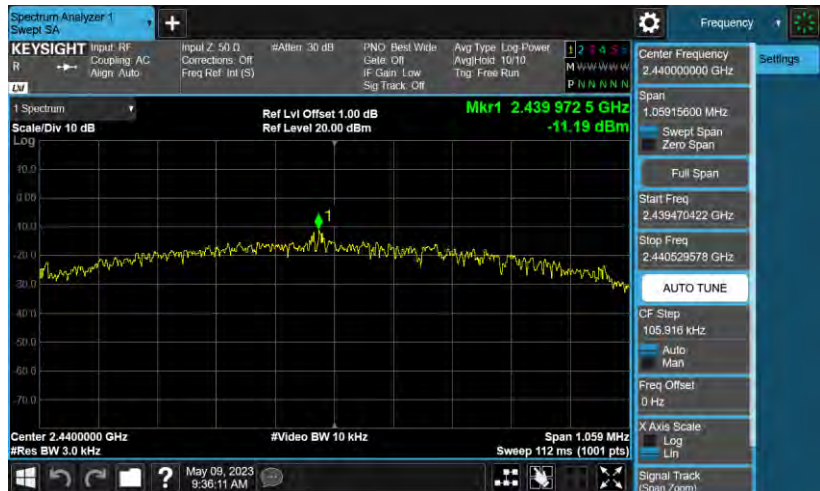 Spectrum Analyzer 1
Swept SA
+
Frequency
KEYSIGHT
R
Input: RF
Coupling: AC
Align: Auto
Input Z: 50 Ω
Corrections: Off
Freq Ref: Int (S)
#Atten: 30 dB
PNO: Best Wide
Gate: Off
IF Gain: Low
Sig Track: Off
Avg Type: Log-Power
Avg|Hold: 10/10
Trig: Free Run
1 2 3 4 5 6
M W W W W W
P N N N N N
LXI
1 Spectrum
Scale/Div 10 dB
Ref Lvl Offset 1.00 dB
Ref Level 20.00 dBm
Mkr1 2.439 972 5 GHz
-11.19 dBm
Log
10.0
0.00
-10.0
-20.0
-30.0
-40.0
-50.0
-60.0
-70.0
1
Center 2.4400000 GHz
#Res BW 3.0 kHz
#Video BW 10 kHz
Span 1.059 MHz
Sweep 112 ms (1001 pts)
Center Frequency
2.440000000 GHz
Settings
Span
1.05915600 MHz
Swept Span
Zero Span
Full Span
Start Freq
2.439470422 GHz
Stop Freq
2.440529578 GHz
AUTO TUNE
CF Step
105.916 kHz
Auto
Man
Freq Offset
0 Hz
X Axis Scale
Log
Lin
Signal Track
(Span Zoom)
?
May 09, 2023
9:36:11 AM